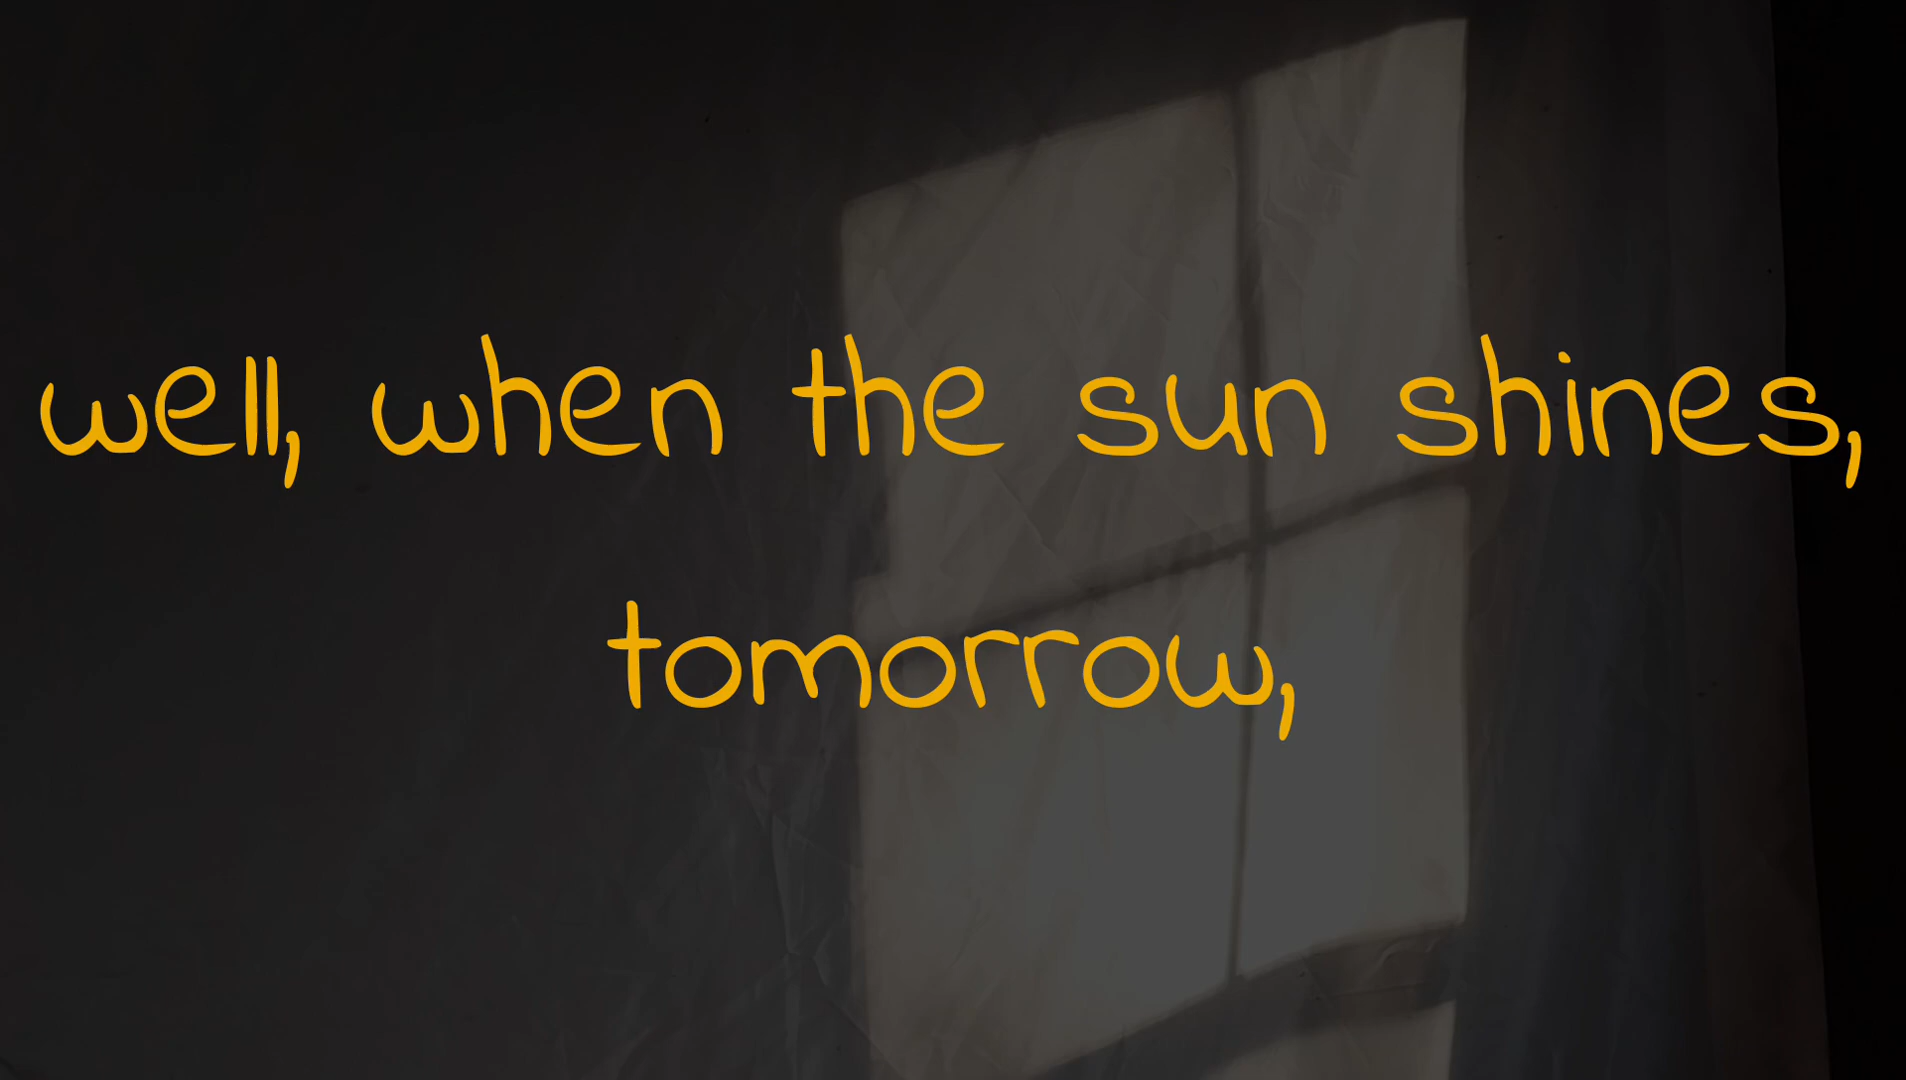 well, when the sun shines,
tomorrow,